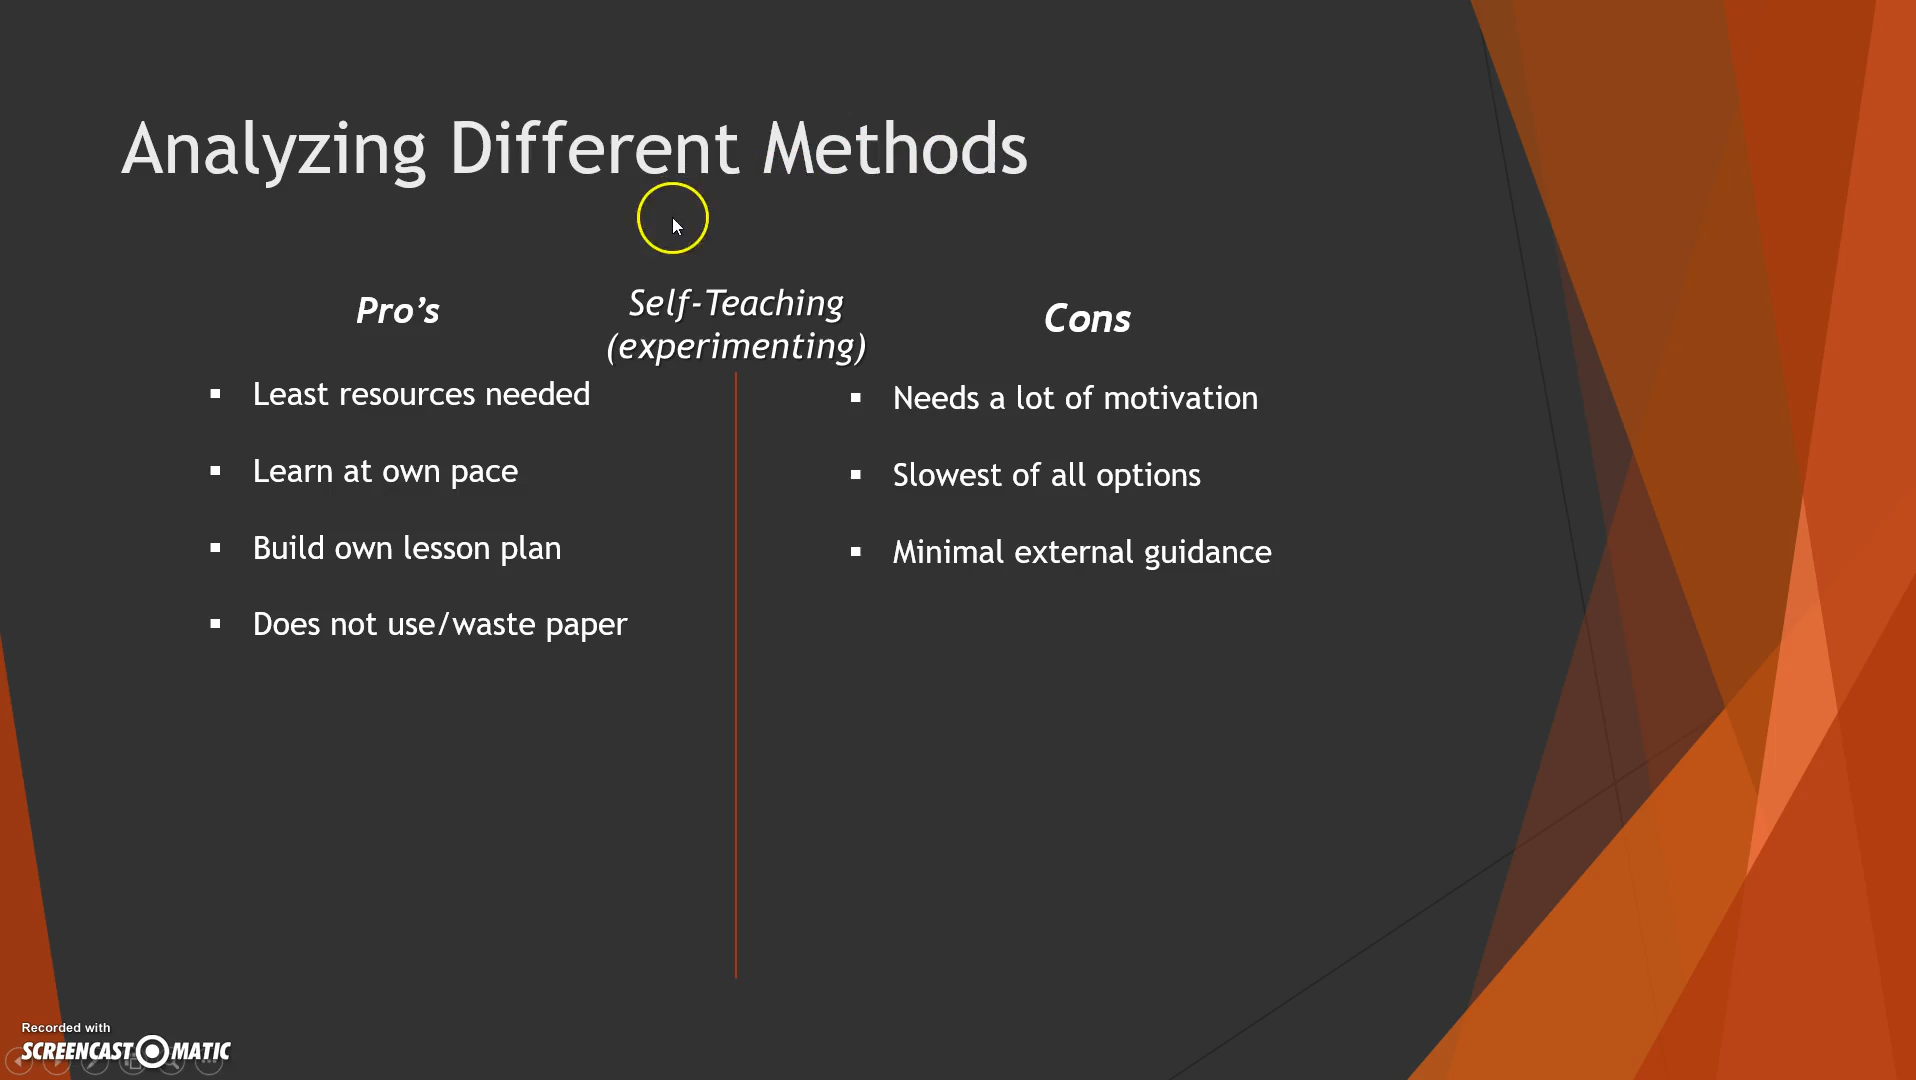 Analyzing Different Methods
Pro’s
Self-Teaching
(experimenting)
Cons
Least resources needed
Learn at own pace
Build own lesson plan
Does not use/waste paper
Needs a lot of motivation
Slowest of all options
Minimal external guidance
Recorded with
SCREENCAST MATIC